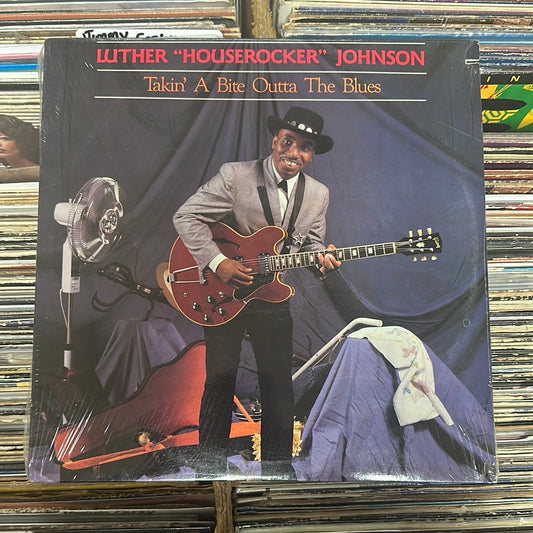 LUTHER "HOUSEROCKER" JOHNSON
Takin' A Bite Outta The Blues